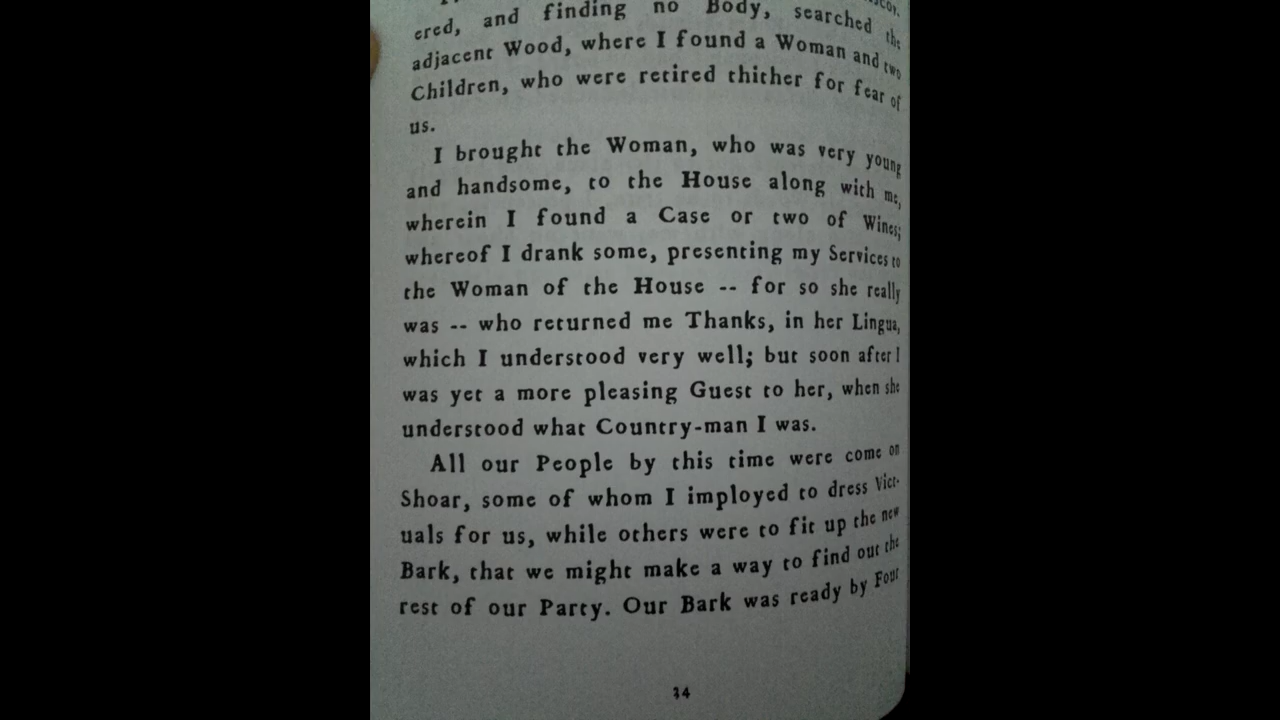 ered, and finding no Body, searched the
adjacent Wood, where I found a Woman and two
Children, who were retired thither for fear of
us.
I brought the Woman, who was very young
and handsome, to the House along with me,
wherein I found a Case or two of Wines;
whereof I drank some, presenting my Services to
the Woman of the House -- for so she really
was -- who returned me Thanks, in her Lingua,
which I understood very well; but soon after I
was yet a more pleasing Guest to her, when she
understood what Country-man I was.
All our People by this time were come on
Shoar, some of whom I imployed to dress Vict-
uals for us, while others were to fit up the new
Bark, that we might make a way to find out the
rest of our Party. Our Bark was ready by Four
34